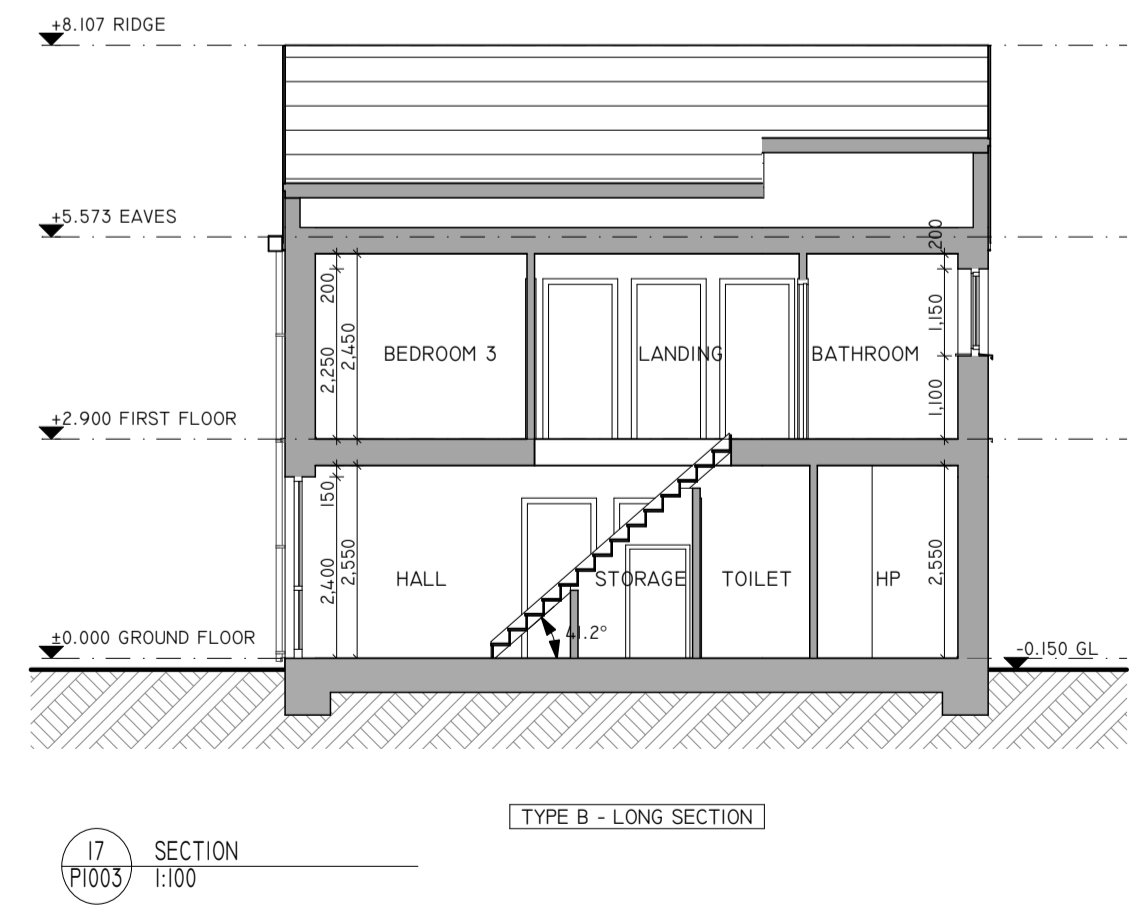 +8.107 RIDGE
+5.573 EAVES
200
200
2,250
2,450
BEDROOM 3
LANDING
BATHROOM
1,150
1,100
+2.900 FIRST FLOOR
150
2,400
2,550
HALL
STORAGE
TOILET
HP
2,550
41.2°
±0.000 GROUND FLOOR
-0.150 GL
TYPE B - LONG SECTION
17
P1003
SECTION
1:100